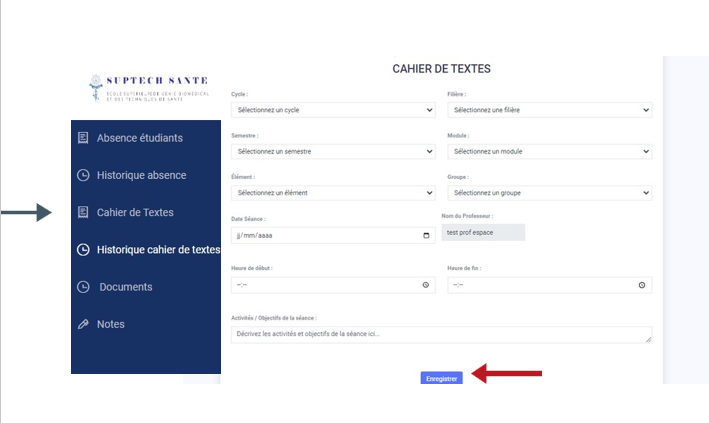 SUPTECH SANTE
ECOLE SUPERIEURE DE GENIE BIOMEDICAL
ET DES TECHNIQUES DE SANTE
Absence étudiants
Historique absence
Cahier de Textes
Historique cahier de textes
Documents
Notes
CAHIER DE TEXTES
Cycle :
Filière :
Sélectionnez un cycle
Sélectionnez une filière
Semestre :
Module :
Sélectionnez un semestre
Sélectionnez un module
Élément :
Groupe :
Sélectionnez un élément
Sélectionnez un groupe
Date Séance :
Nom du Professeur :
jj/mm/aaaa
test prof espace
Heure de début :
Heure de fin :
--:--
--:--
Activités / Objectifs de la séance :
Décrivez les activités et objectifs de la séance ici...
Enregistrer